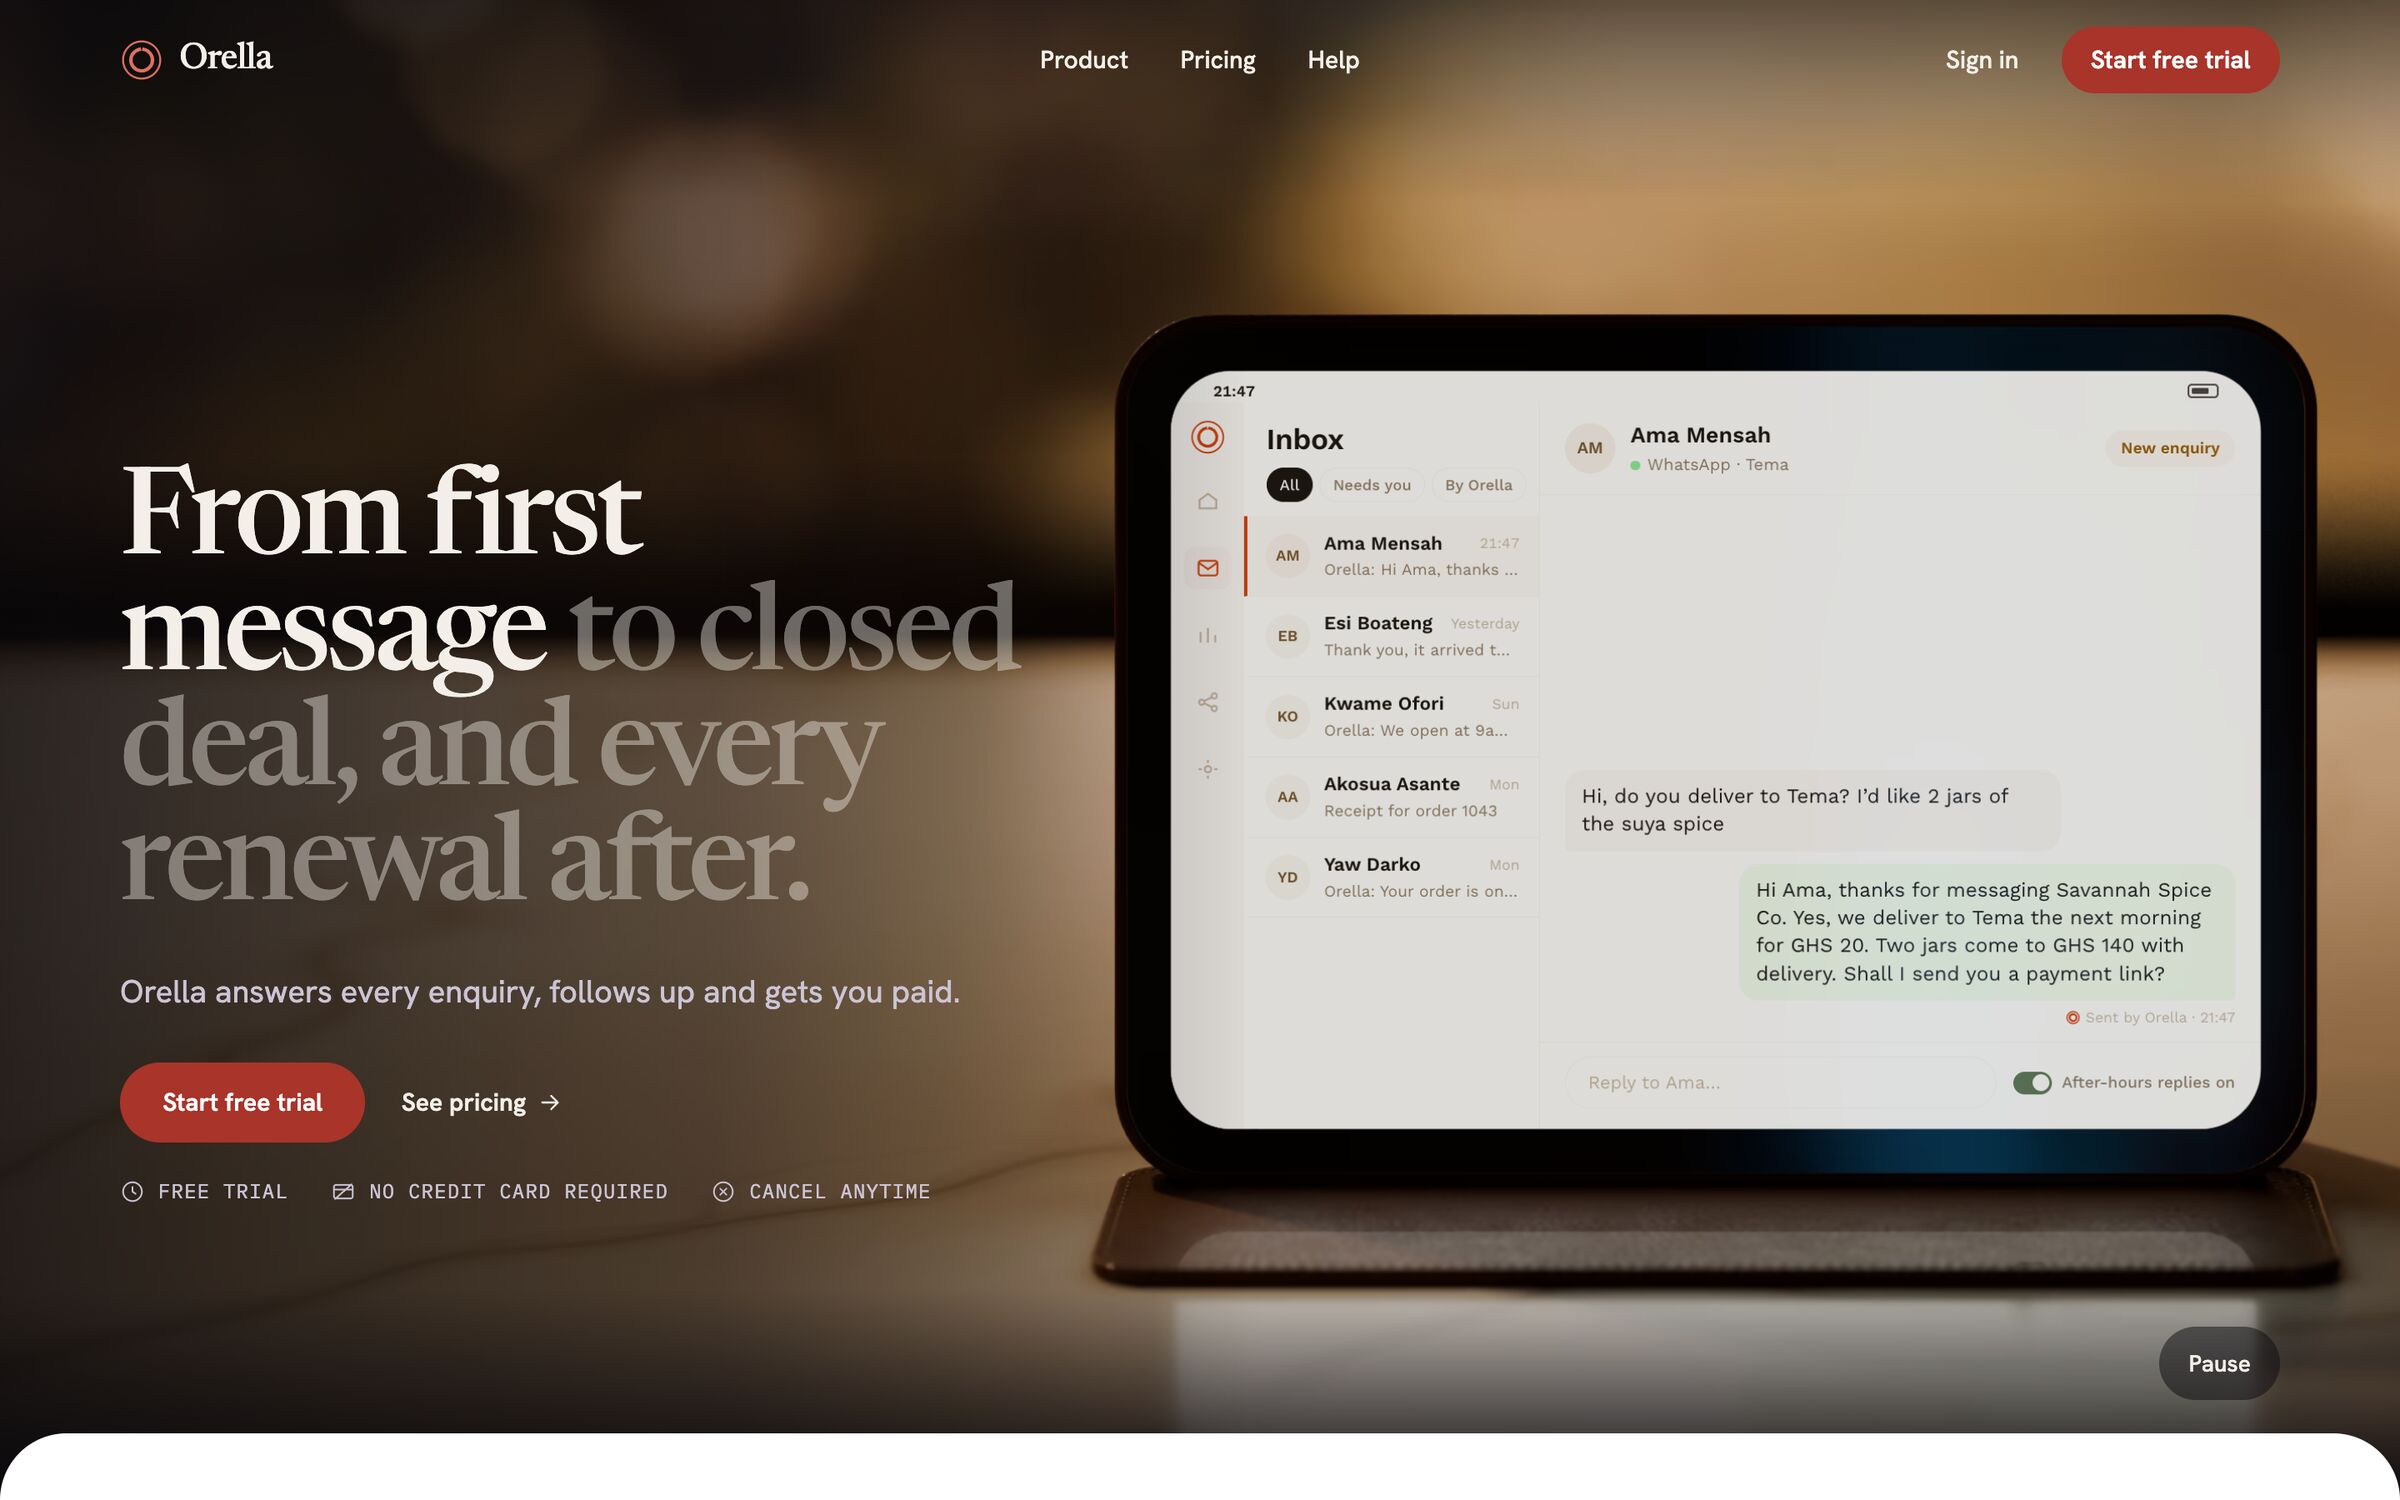 Orella
Product
Pricing
Help
Sign in
Start free trial
From first
message to closed
deal, and every
renewal after.
Orella answers every enquiry, follows up and gets you paid.
Start free trial
See pricing →
FREE TRIAL
NO CREDIT CARD REQUIRED
CANCEL ANYTIME
21:47
Inbox
All
Needs you
By Orella
AM
Ama Mensah
21:47
Orella: Hi Ama, thanks ...
EB
Esi Boateng
Yesterday
Thank you, it arrived t...
KO
Kwame Ofori
Sun
Orella: We open at 9a...
AA
Akosua Asante
Mon
Receipt for order 1043
YD
Yaw Darko
Mon
Orella: Your order is on...
AM
Ama Mensah
WhatsApp · Tema
New enquiry
Hi, do you deliver to Tema? I’d like 2 jars of
the suya spice
Hi Ama, thanks for messaging Savannah Spice
Co. Yes, we deliver to Tema the next morning
for GHS 20. Two jars come to GHS 140 with
delivery. Shall I send you a payment link?
Sent by Orella · 21:47
Reply to Ama...
After-hours replies on
Pause